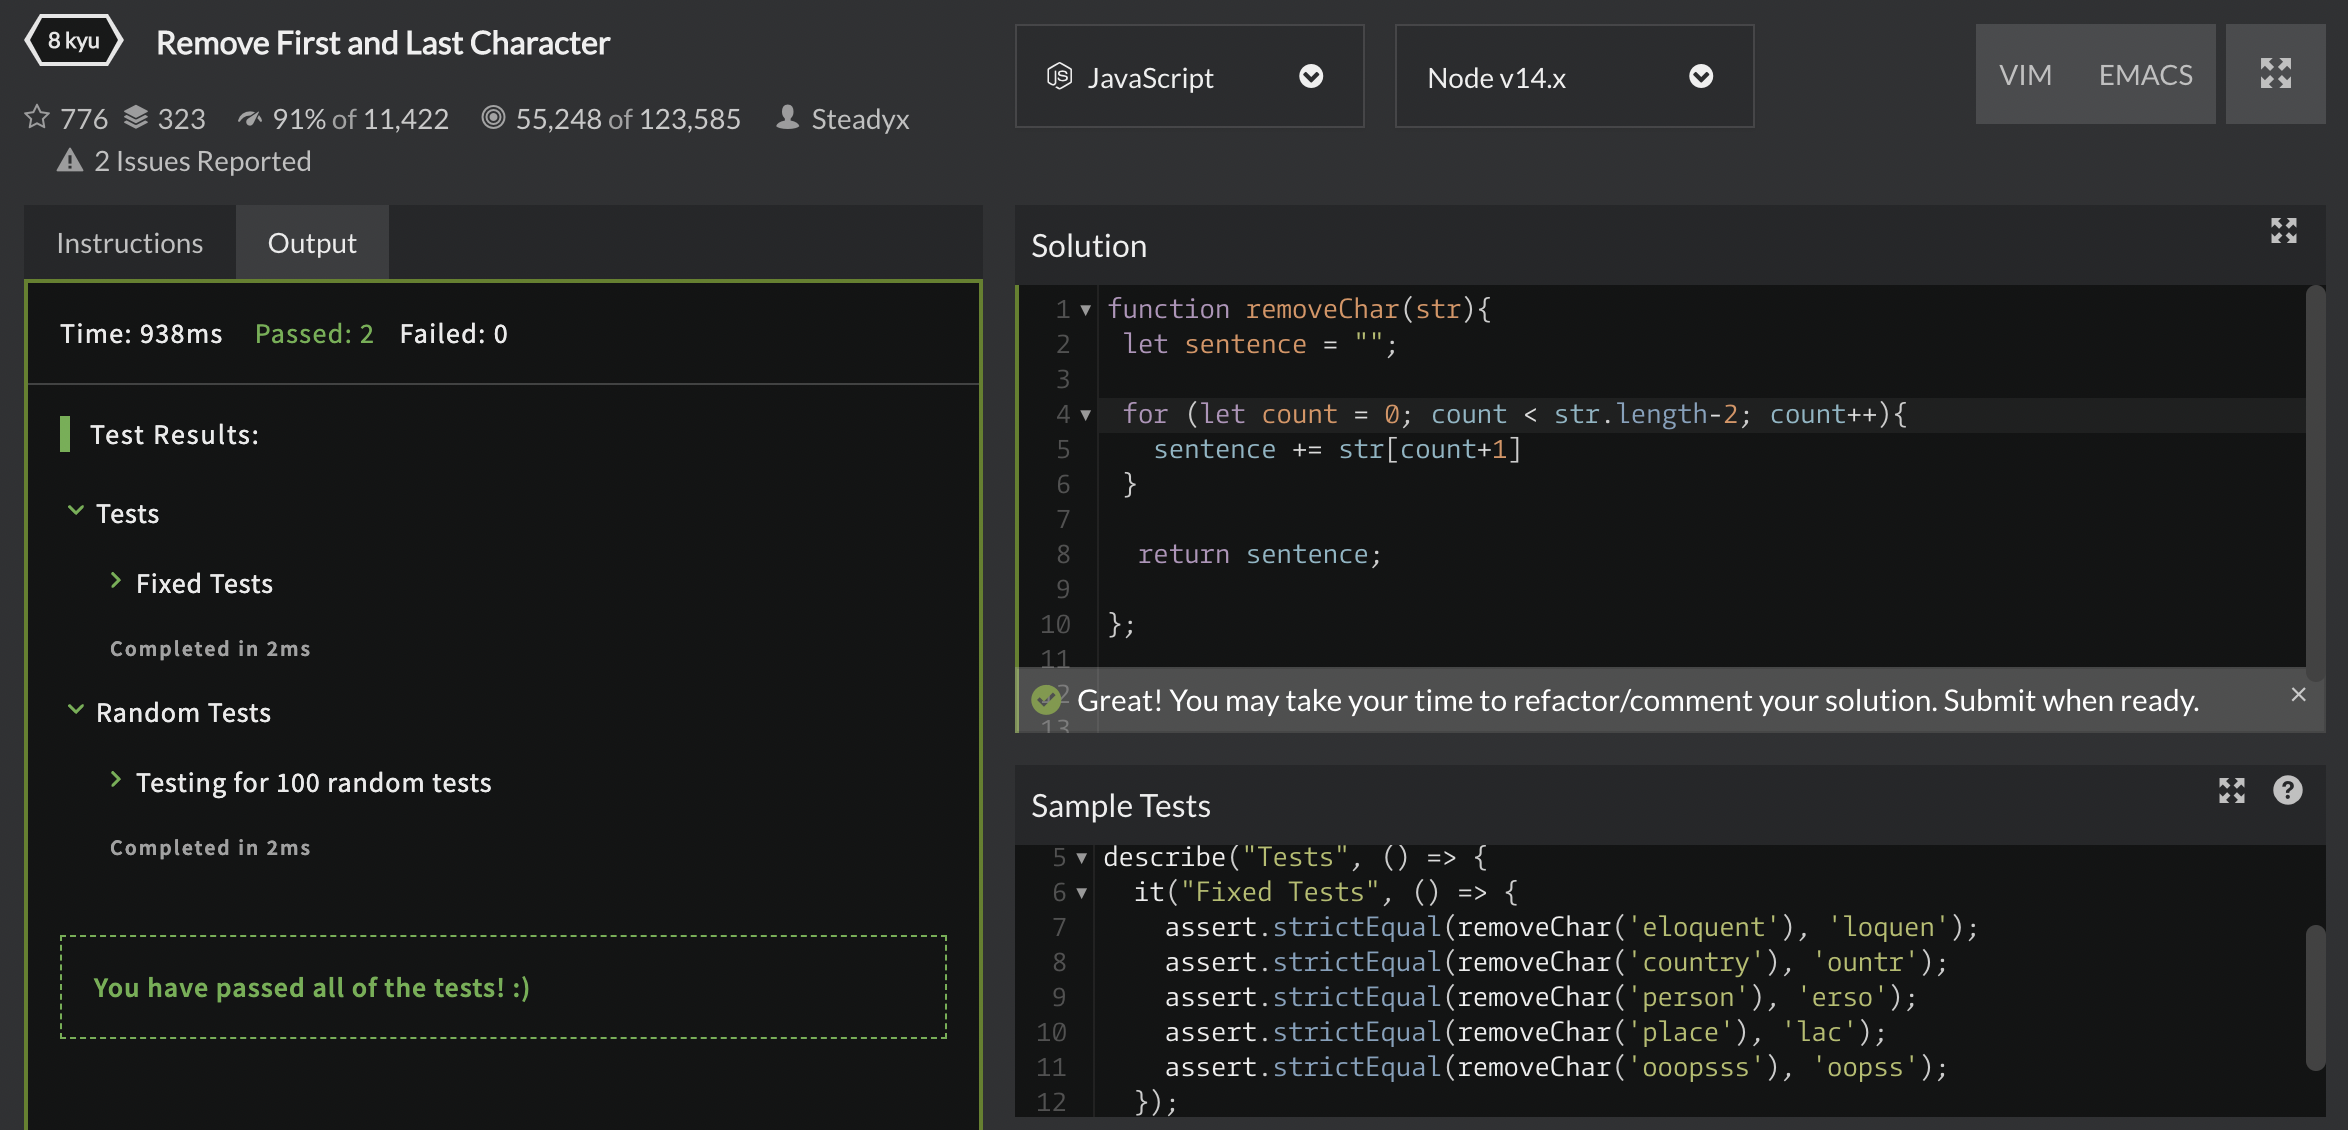 8 kyu Remove First and Last Character
776 323 91% of 11,422 55,248 of 123,585 Steadyx
2 Issues Reported
JavaScript
Node v14.x
VIM EMACS
Instructions Output
Time: 938ms Passed: 2 Failed: 0
Test Results:
Tests
Fixed Tests
Completed in 2ms
Random Tests
Testing for 100 random tests
Completed in 2ms
You have passed all of the tests! :)
Solution
1 function removeChar(str){
2 let sentence = "";
3
4 for (let count = 0; count < str.length-2; count++){
5 sentence += str[count+1]
6 }
7
8 return sentence;
9
10 };
11
Great! You may take your time to refactor/comment your solution. Submit when ready. ×
13
Sample Tests
5 describe("Tests", () => {
6 it("Fixed Tests", () => {
7 assert.strictEqual(removeChar('eloquent'), 'loquen');
8 assert.strictEqual(removeChar('country'), 'ountr');
9 assert.strictEqual(removeChar('person'), 'erso');
10 assert.strictEqual(removeChar('place'), 'lac');
11 assert.strictEqual(removeChar('ooopsss'), 'oopss');
12 });